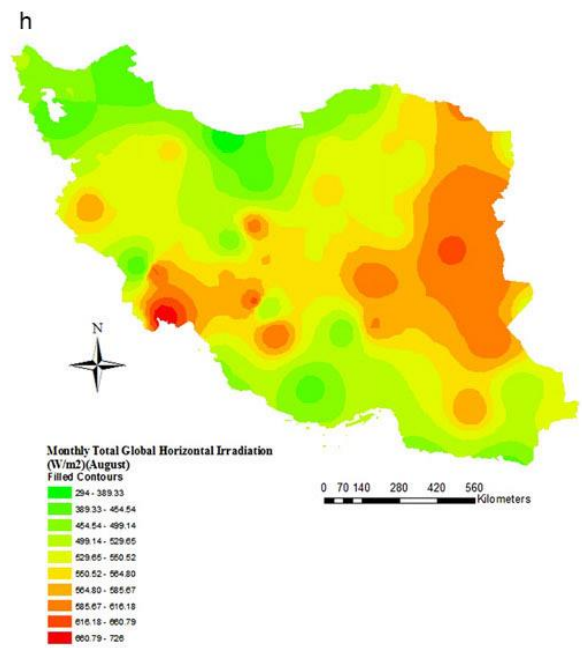 h
N
Monthly Total Global Horizontal Irradiation
(W/m2)(August)
Filled Contours
294 - 389.33
389.33 - 454.54
454.54 - 499.14
499.14 - 529.65
529.65 - 550.52
550.52 - 564.80
564.80 - 585.67
585.67 - 616.18
616.18 - 660.79
660.79 - 726
0 70 140 280 420 560
Kilometers